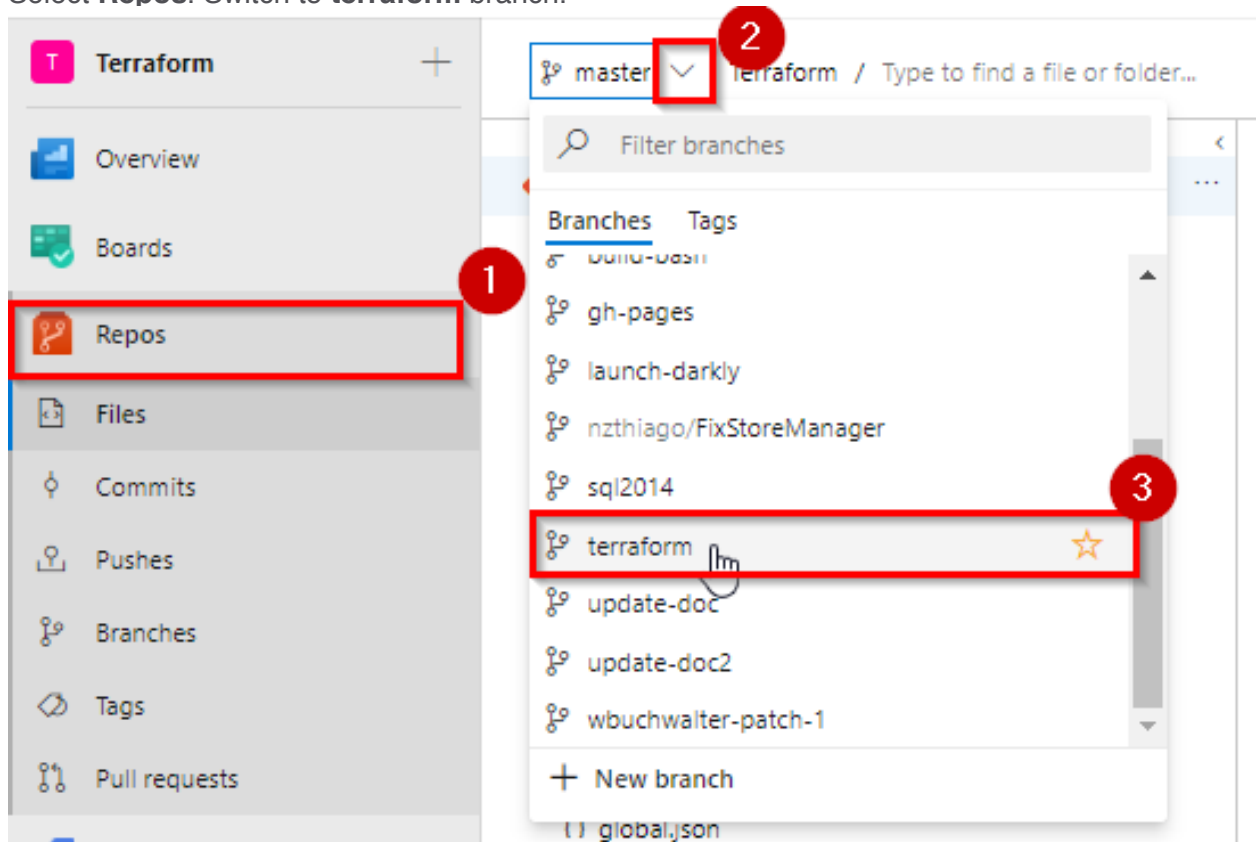 Select Repos. Switch to terraform branch.
T Terraform
Overview
Boards
Repos
Files
Commits
Pushes
Branches
Tags
Pull requests
1
2
master Terraform / Type to find a file or folder...
Filter branches
Branches Tags
build-bash
gh-pages
launch-darkly
nzthiago/FixStoreManager
sql2014
3
terraform
update-doc
update-doc2
wbuchwalter-patch-1
+ New branch
global.json